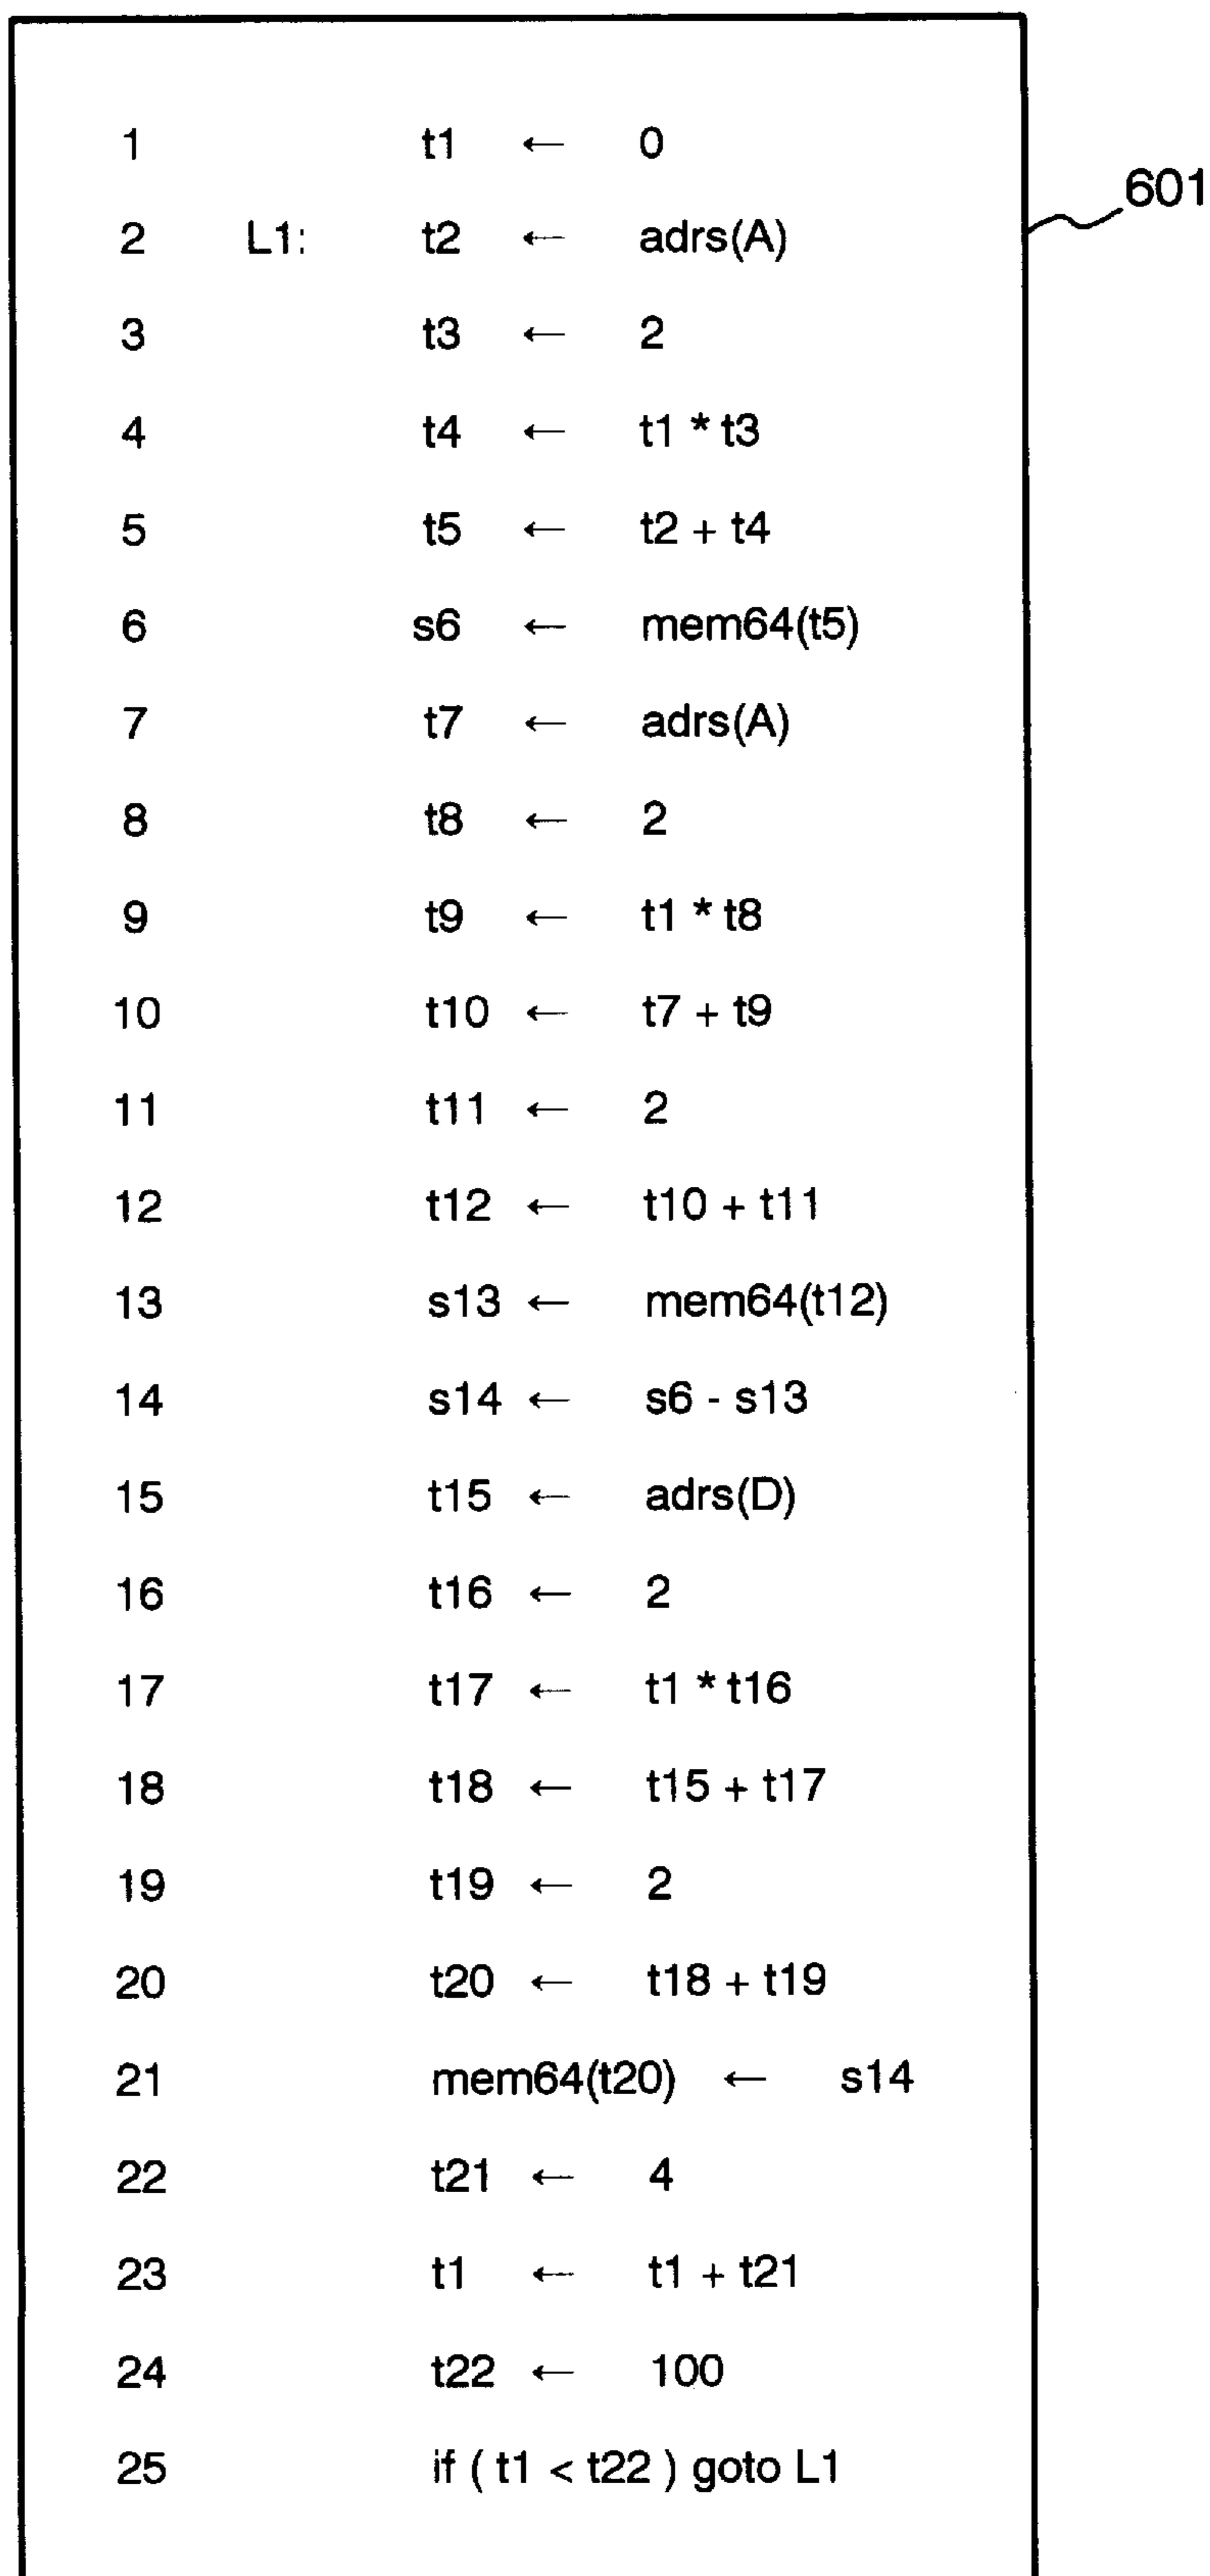 1 t1 ← 0
601
2 L1: t2 ← adrs(A)
3 t3 ← 2
4 t4 ← t1 * t3
5 t5 ← t2 + t4
6 s6 ← mem64(t5)
7 t7 ← adrs(A)
8 t8 ← 2
9 t9 ← t1 * t8
10 t10 ← t7 + t9
11 t11 ← 2
12 t12 ← t10 + t11
13 s13 ← mem64(t12)
14 s14 ← s6 - s13
15 t15 ← adrs(D)
16 t16 ← 2
17 t17 ← t1 * t16
18 t18 ← t15 + t17
19 t19 ← 2
20 t20 ← t18 + t19
21 mem64(t20) ← s14
22 t21 ← 4
23 t1 ← t1 + t21
24 t22 ← 100
25 if ( t1 < t22 ) goto L1